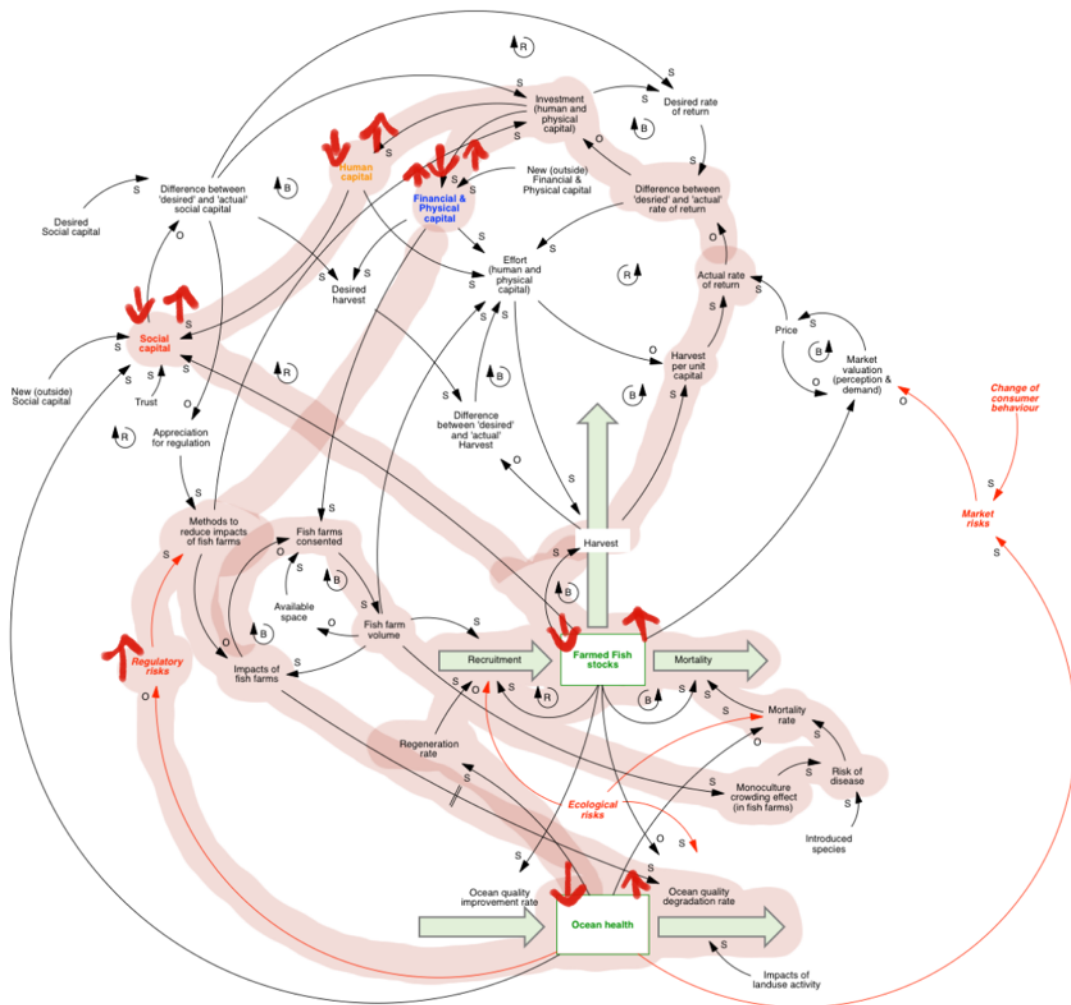 R
S
S
S
Investment
(human and
physical
capital)
S
Desired rate
of return
B
S
S
S
S
O
S
Human
capital
S
S
New (outside)
Financial &
Physical capital
Difference between
'desried' and 'actual'
rate of return
S
Difference between
'desired' and 'actual'
social capital
B
Financial &
Physical
capital
Desired
Social capital
O
S
S
O
S
Effort
(human and
physical
capital)
R
Actual rate
of return
S
Desired
harvest
S
S
S
S
S
S
S
S
Price
S
Social
capital
S
S
O
Harvest
per unit
capital
B
Market
valuation
(perception &
demand)
New (outside)
Social capital
S
Trust
R
B
B
O
O
Change of
consumer
behaviour
O
S
Difference
between 'desired'
and 'actual'
Harvest
R
Appreciation
for regulation
O
S
S
S
Market
risks
S
Methods to
reduce impacts
of fish farms
S
Fish farms
consented
Harvest
S
O
S
S
B
B
Available
space
S
O
Fish farm
volume
S
O
B
Regulatory
risks
Impacts of
fish farms
S
Recruitment
Farmed Fish
stocks
Mortality
O
S
O
S
R
B
S
S
S
Mortality
rate
O
S
Regeneration
rate
S
S
S
Risk of
disease
Monoculture
crowding effect
(in fish farms)
S
Ecological
risks
Introduced
species
O
S
S
S
Ocean quality
improvement rate
Ocean quality
degradation rate
Ocean health
S
Impacts of
landuse activity